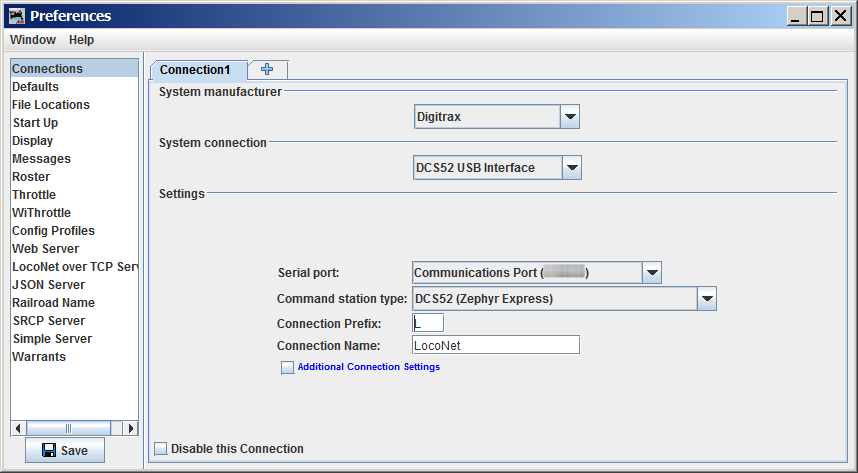 Preferences
Window Help
Connections
Defaults
File Locations
Start Up
Display
Messages
Roster
Throttle
WiThrottle
Config Profiles
Web Server
LocoNet over TCP Serv
JSON Server
Railroad Name
SRCP Server
Simple Server
Warrants
Save
Connection1
System manufacturer
Digitrax
System connection
DCS52 USB Interface
Settings
Serial port: Communications Port ( )
Command station type: DCS52 (Zephyr Express)
Connection Prefix: L
Connection Name: LocoNet
Additional Connection Settings
Disable this Connection